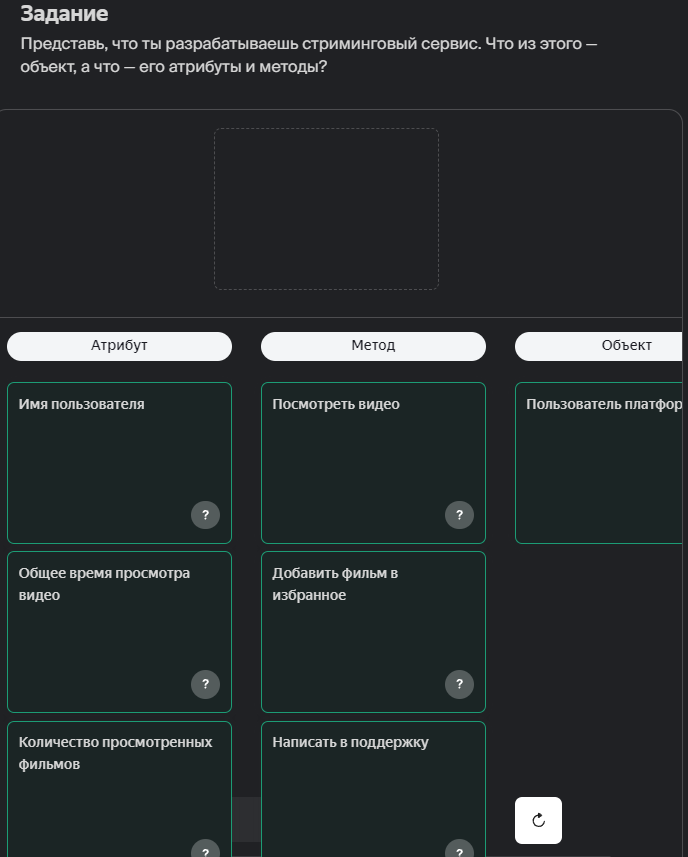 Задание
Представь, что ты разрабатываешь стриминговый сервис. Что из этого —
объект, а что — его атрибуты и методы?
Атрибут
Метод
Объект
Имя пользователя
?
Посмотреть видео
?
Пользователь платфор
Общее время просмотра
видео
?
Добавить фильм в
избранное
?
Количество просмотренных
фильмов
?
Написать в поддержку
?